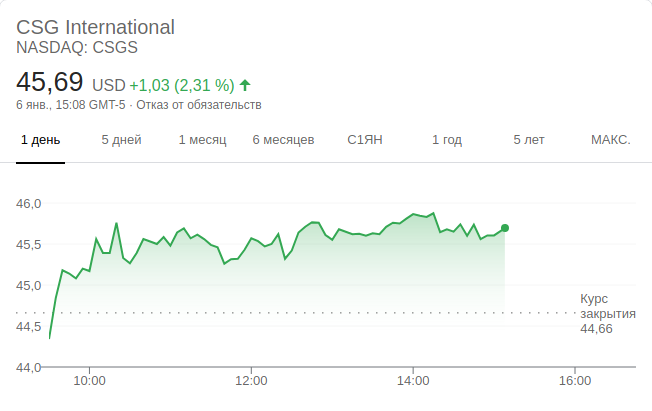 CSG International
NASDAQ: CSGS
45,69 USD +1,03 (2,31 %)
6 янв., 15:08 GMT-5 · Отказ от обязательств
1 день 5 дней 1 месяц 6 месяцев С1ЯН 1 год 5 лет МАКС.
46,0
45,5
45,0
Курс
закрытия
44,66
44,5
44,0
10:00 12:00 14:00 16:00